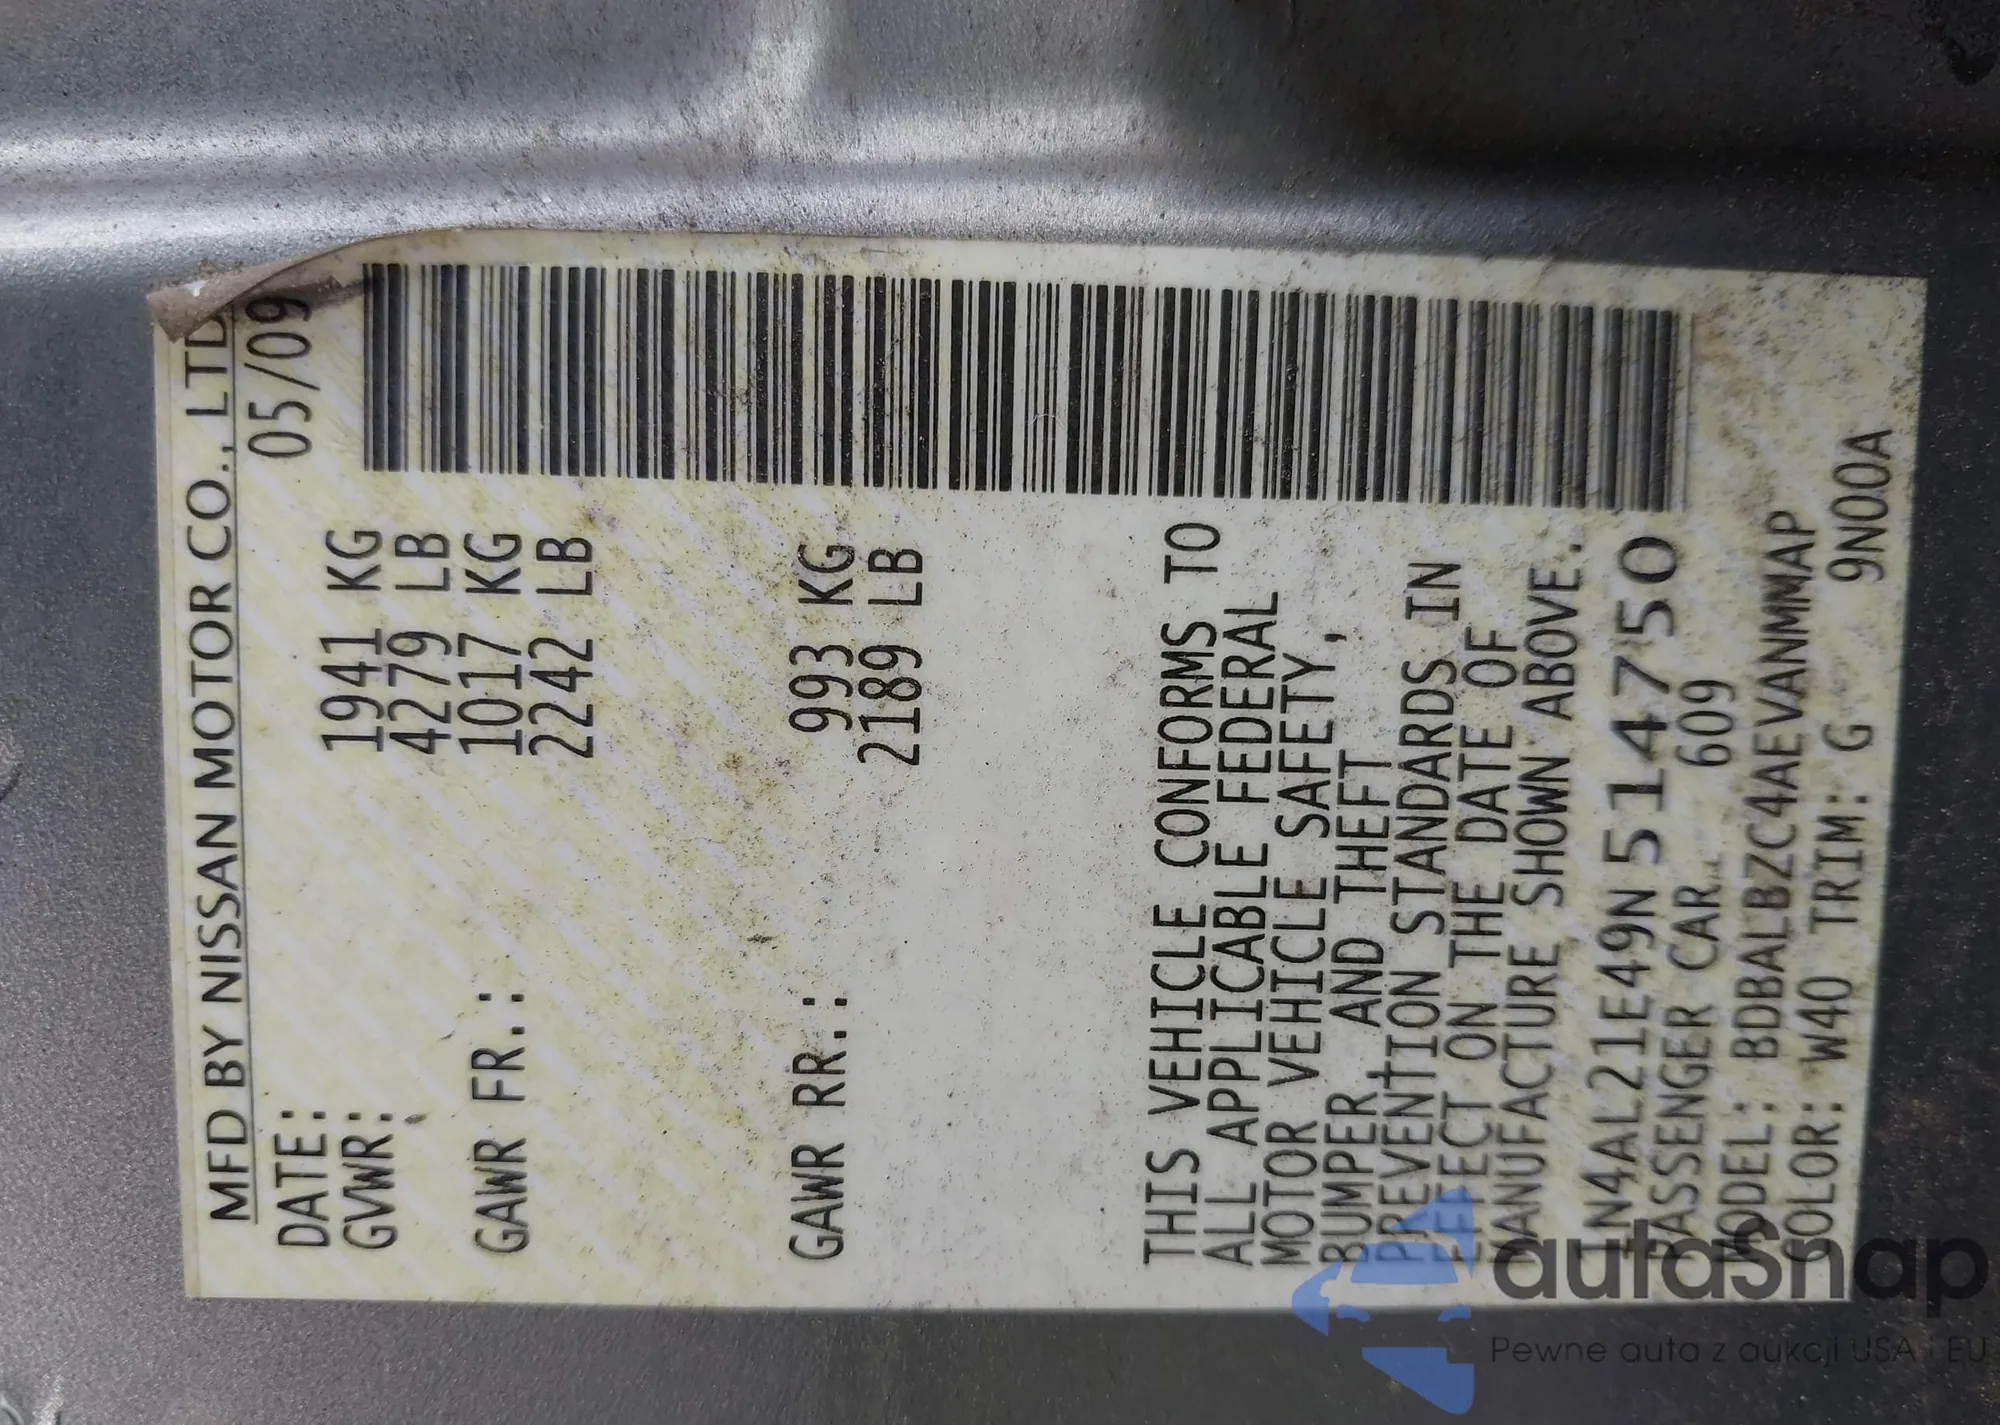 MFD BY NISSAN MOTOR CO., LTD
DATE: 05/09
GVWR: 1941 KG
4279 LB
GAWR FR.: 1017 KG
2242 LB
GAWR RR.: 993 KG
2189 LB
THIS VEHICLE CONFORMS TO
ALL APPLICABLE FEDERAL
MOTOR VEHICLE SAFETY,
BUMPER AND THEFT
PREVENTION STANDARDS IN
EFFECT ON THE DATE OF
MANUFACTURE SHOWN ABOVE.
1N4AL21E49N514750
PASSENGER CAR 609
MODEL: BDBALBZC4AEVANMMAP
COLOR: W40 TRIM: G 9N00A
autaSnap
Pewne auta z aukcji USA i EU